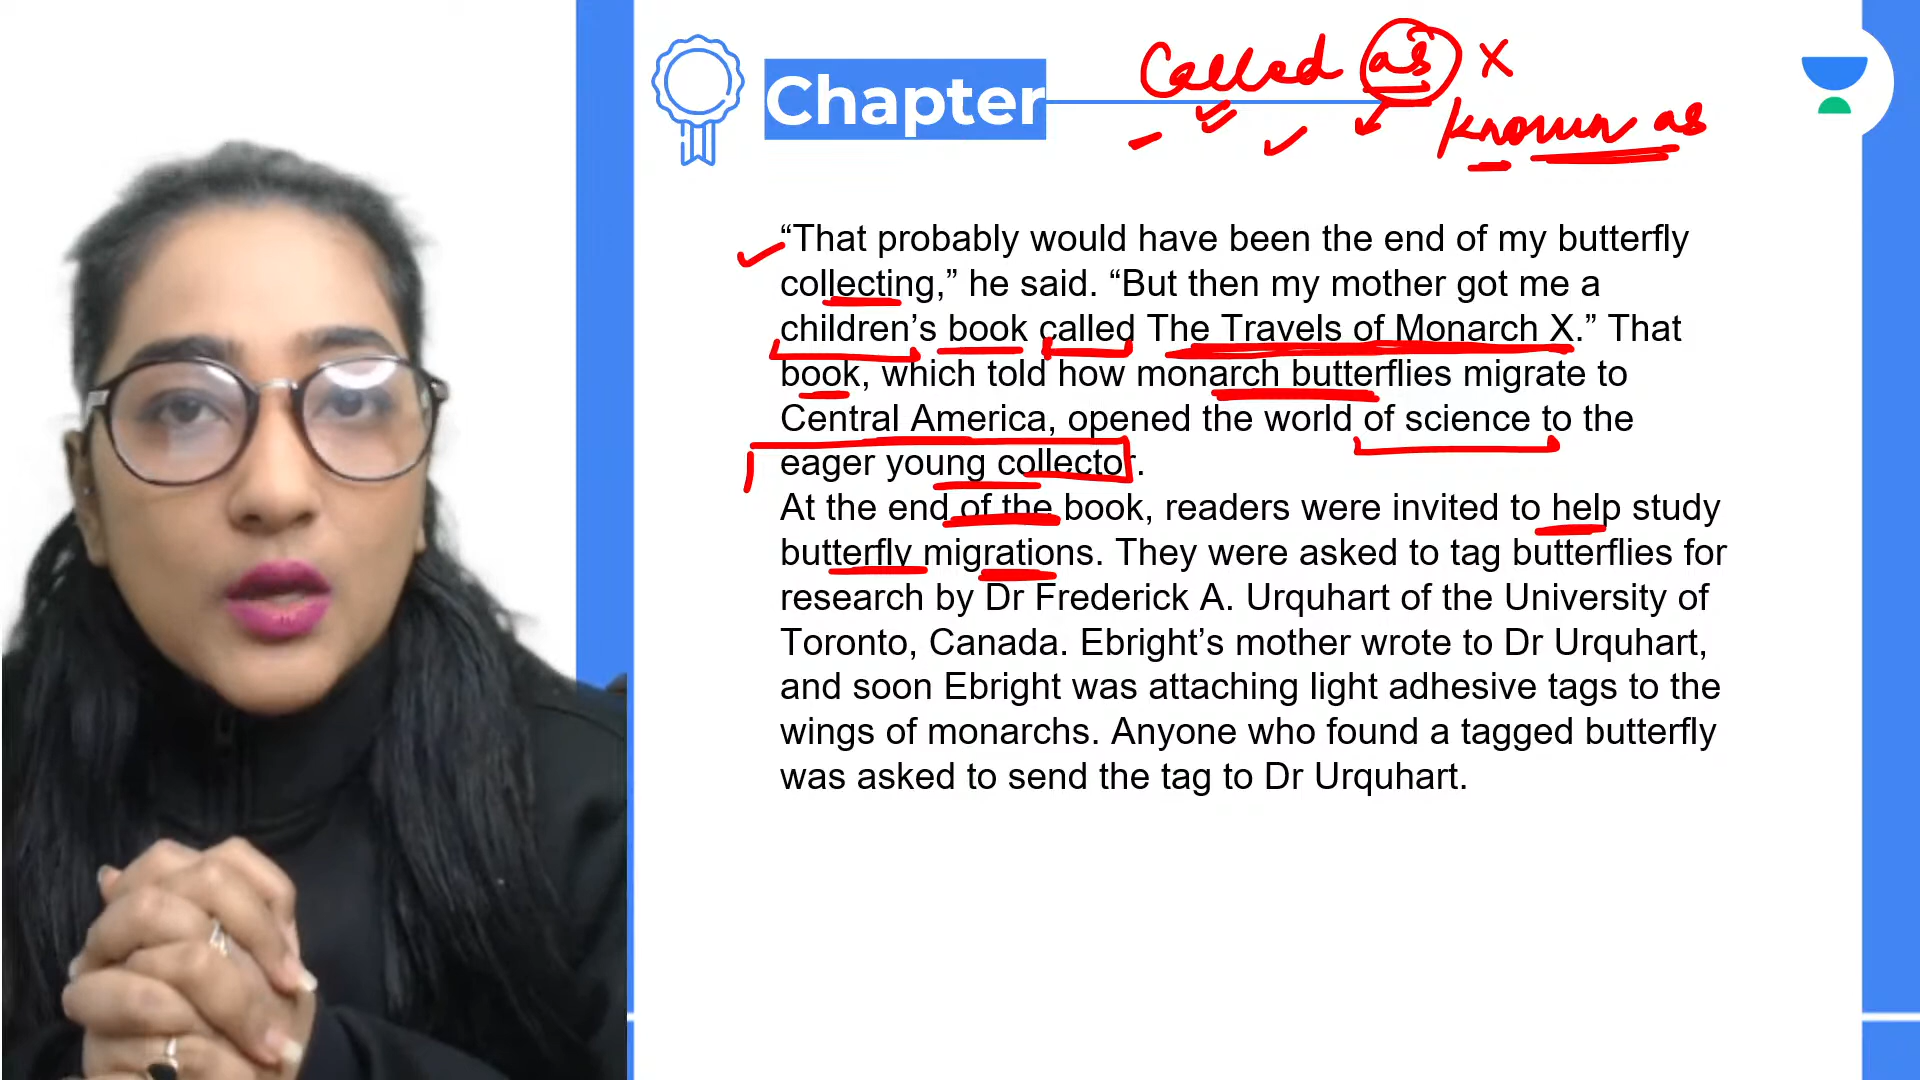 Called as x
known as
Chapter
“That probably would have been the end of my butterfly
collecting,” he said. “But then my mother got me a
children’s book called The Travels of Monarch X.” That
book, which told how monarch butterflies migrate to
Central America, opened the world of science to the
eager young collector.
At the end of the book, readers were invited to help study
butterfly migrations. They were asked to tag butterflies for
research by Dr Frederick A. Urquhart of the University of
Toronto, Canada. Ebright’s mother wrote to Dr Urquhart,
and soon Ebright was attaching light adhesive tags to the
wings of monarchs. Anyone who found a tagged butterfly
was asked to send the tag to Dr Urquhart.